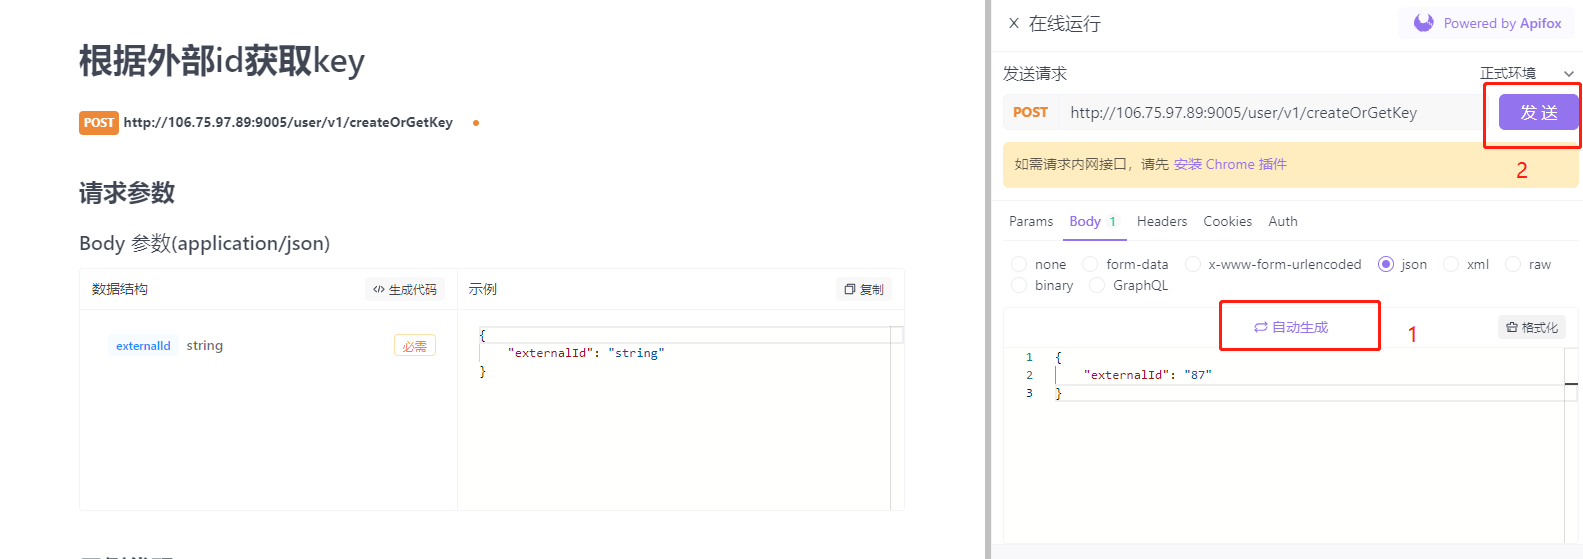 根据外部id获取key
POST http://106.75.97.89:9005/user/v1/createOrGetKey
请求参数
Body 参数(application/json)
数据结构
生成代码
示例
复制
externalId string
必需
{
"externalId": "string"
}
X 在线运行
Powered by Apifox
发送请求
正式环境
POST http://106.75.97.89:9005/user/v1/createOrGetKey
发 送
如需请求内网接口，请先 安装 Chrome 插件
2
Params Body 1 Headers Cookies Auth
none form-data x-www-form-urlencoded json xml raw
binary GraphQL
自动生成
1
格式化
1 {
2 "externalId": "87"
3 }